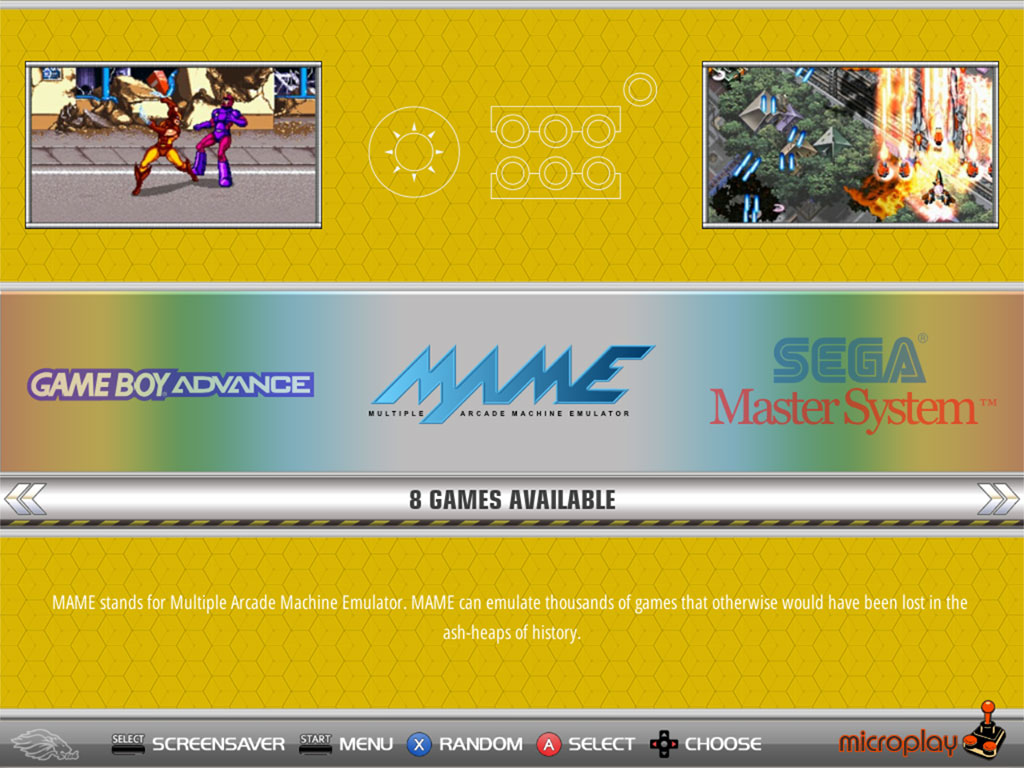 GAME BOY ADVANCE
MAME
MULTIPLE ARCADE MACHINE EMULATOR
SEGA®
Master System™
8 GAMES AVAILABLE
MAME stands for Multiple Arcade Machine Emulator. MAME can emulate thousands of games that otherwise would have been lost in the
ash-heaps of history.
SELECT SCREENSAVER START MENU X RANDOM A SELECT CHOOSE microplay